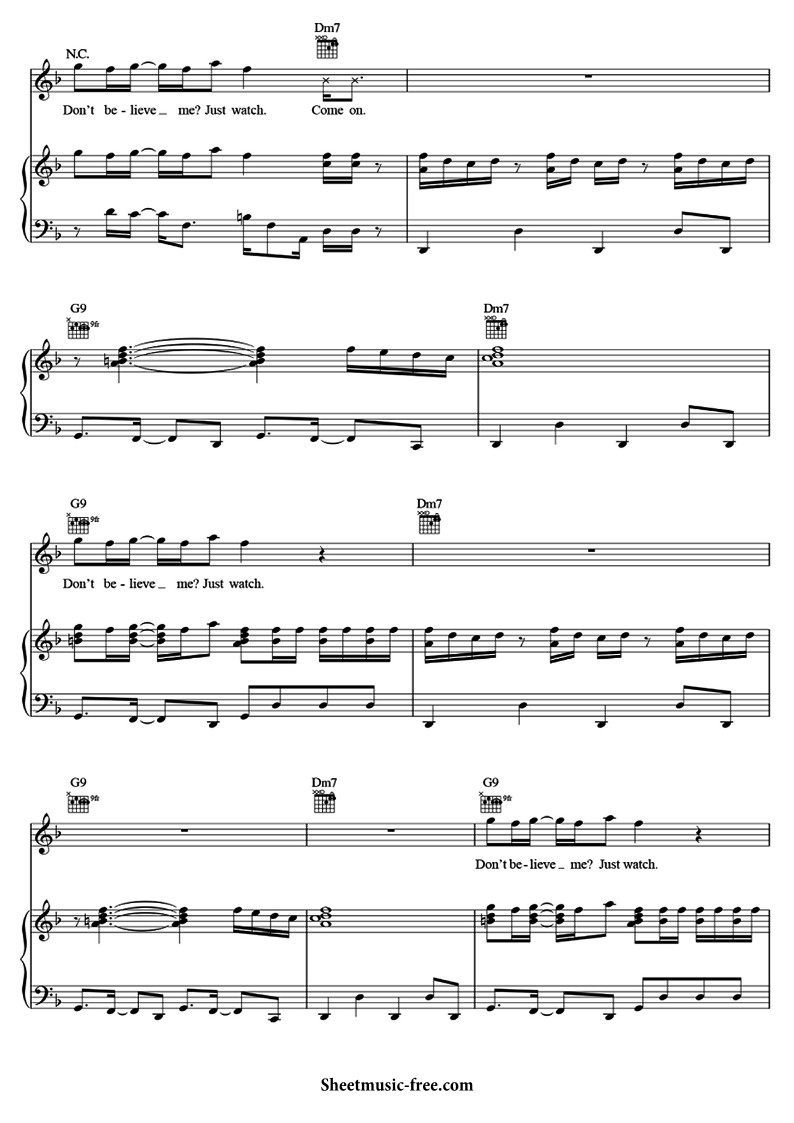 Dm7
N.C.
Don't be - lieve me? Just watch. Come on.
G9 Dm7
9fr
G9 Dm7
9fr
Don't be - lieve me? Just watch.
G9 Dm7 G9
9fr 9fr
Don't be - lieve me? Just watch.
Sheetmusic-free.com